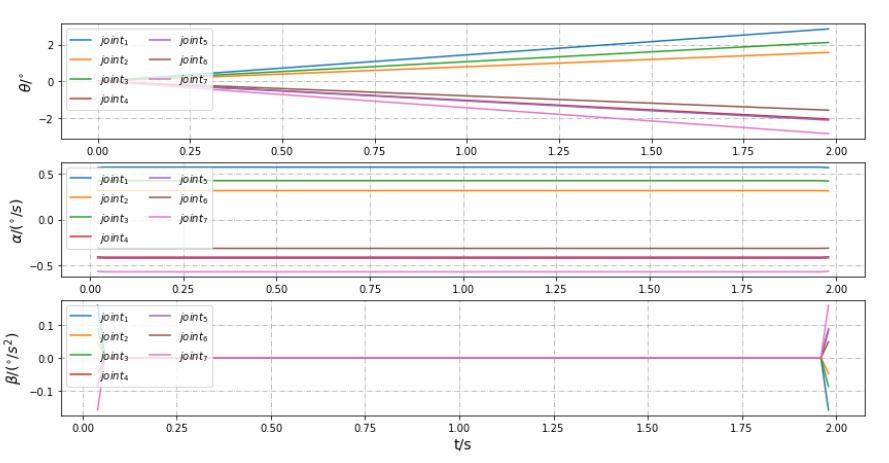 θ/°
2
0
−2
joint₁ joint₅
joint₂ joint₆
joint₃ joint₇
joint₄
0.00 0.25 0.50 0.75 1.00 1.25 1.50 1.75 2.00
α/(°/s)
0.5
0.0
−0.5
joint₁ joint₅
joint₂ joint₆
joint₃ joint₇
joint₄
0.00 0.25 0.50 0.75 1.00 1.25 1.50 1.75 2.00
β/(°/s²)
0.1
0.0
−0.1
joint₁ joint₅
joint₂ joint₆
joint₃ joint₇
joint₄
0.00 0.25 0.50 0.75 1.00 1.25 1.50 1.75 2.00
t/s